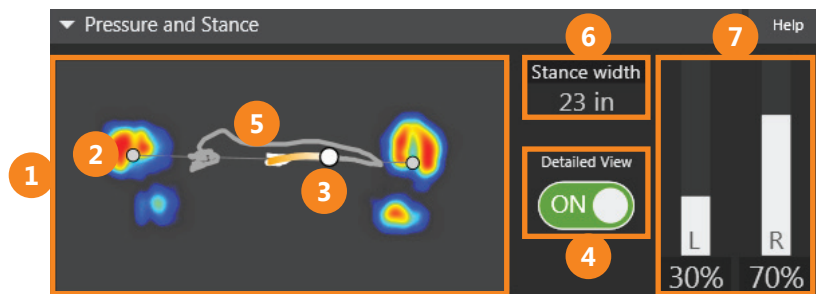 Pressure and Stance
Help
6
7
Stance width
23 in
5
2
1
3
Detailed View
ON
4
L
R
30%
70%